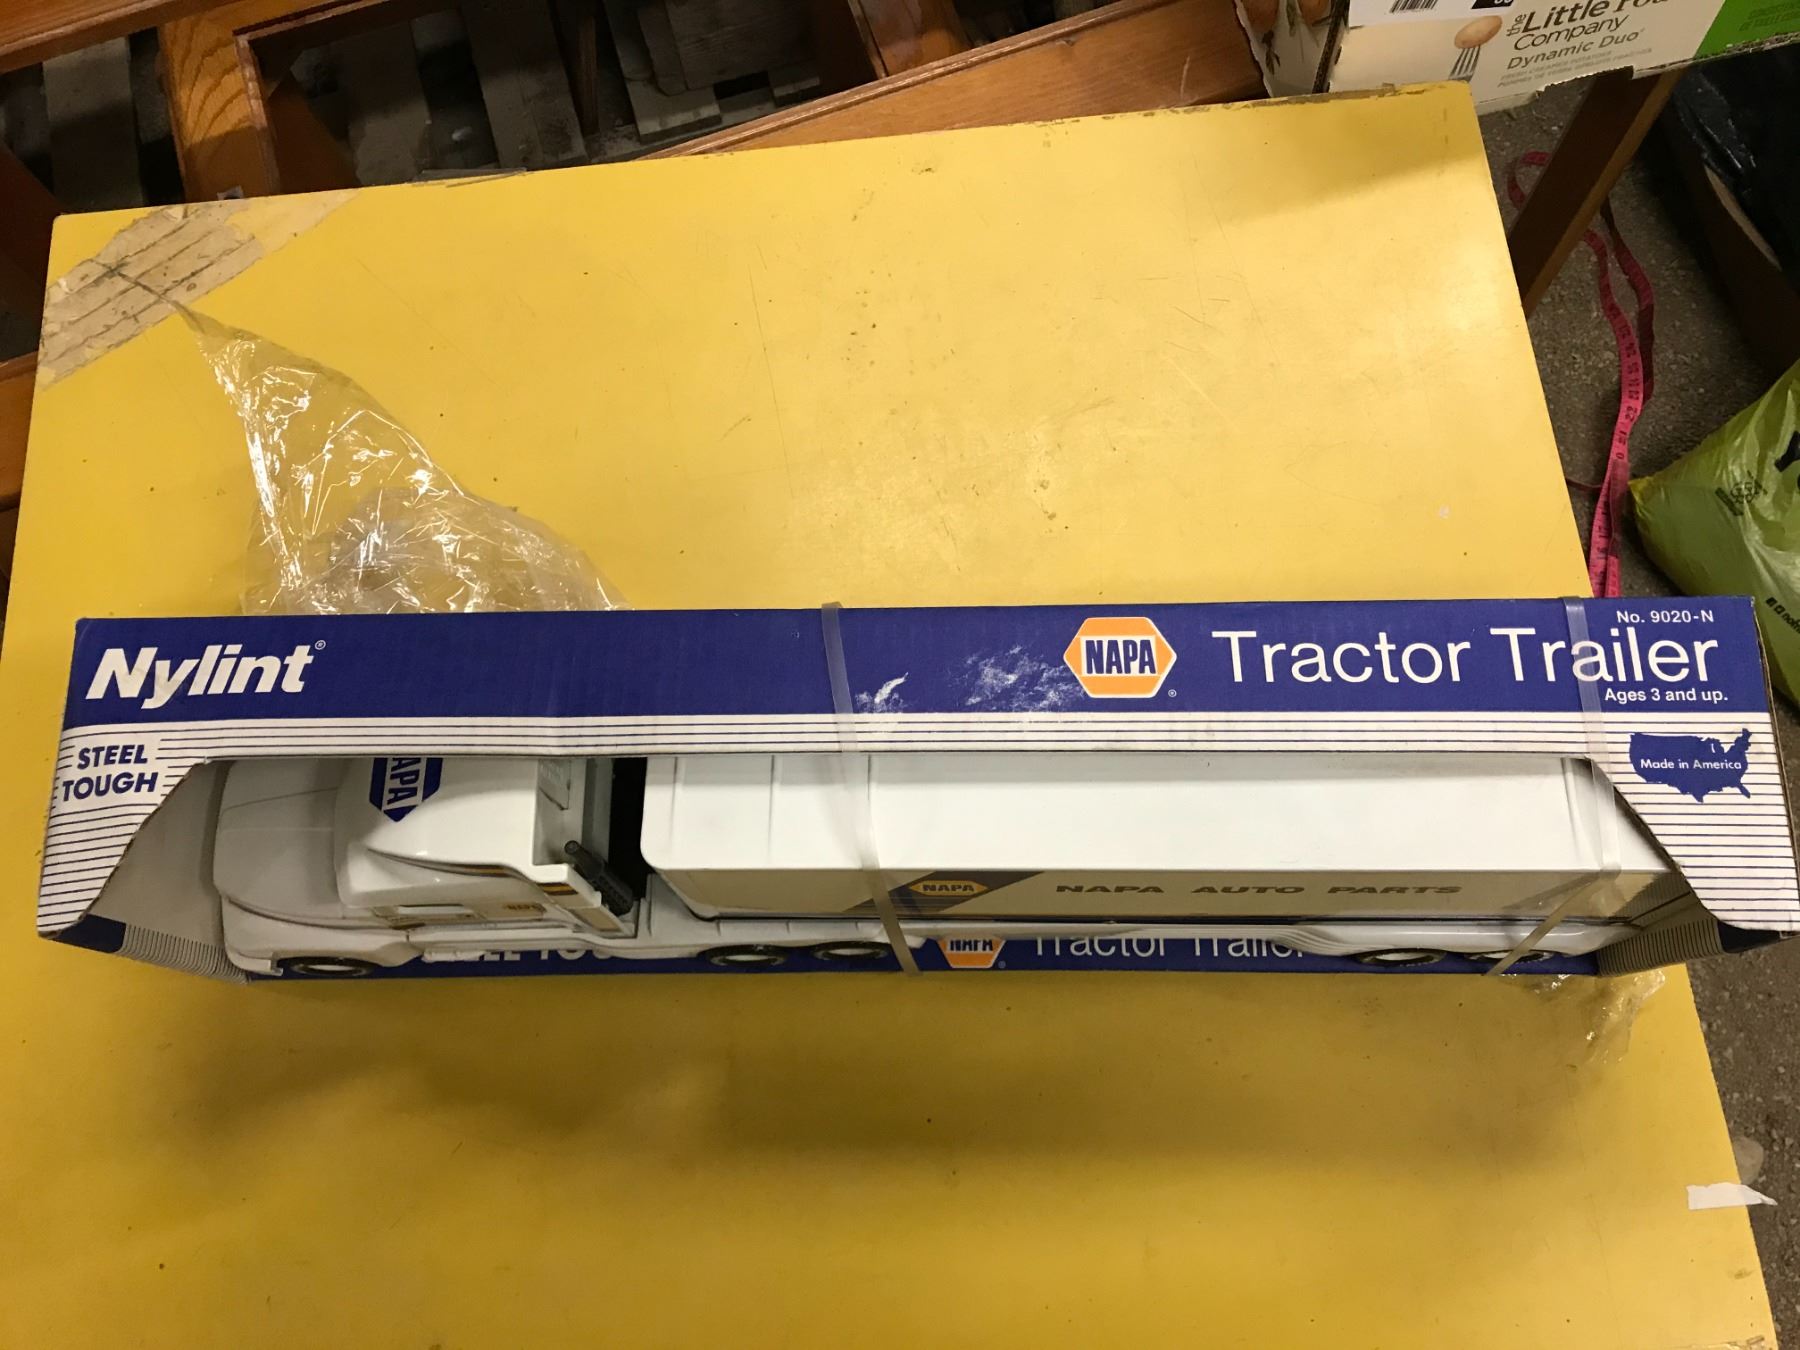 the Little
Company
Dynamic Duo
Nylint®
NAPA®
Tractor Trailer
No. 9020-N
Ages 3 and up.
STEEL
TOUGH
Made in America
NAPA
NAPA
NAPA AUTO PARTS
NAPA
Tractor Trailer